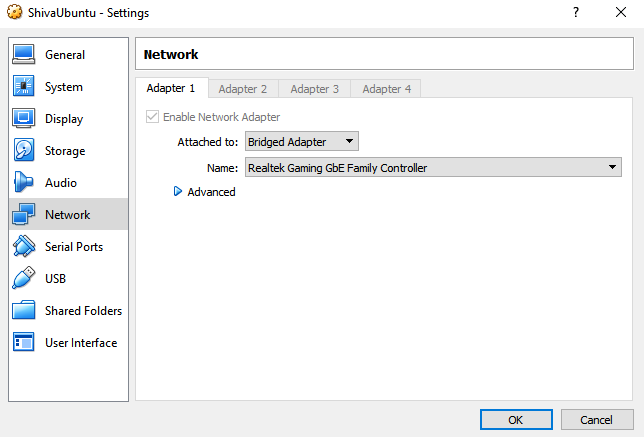 ShivaUbuntu - Settings
?
General
System
Display
Storage
Audio
Network
Serial Ports
USB
Shared Folders
User Interface
Network
Adapter 1 Adapter 2 Adapter 3 Adapter 4
Enable Network Adapter
Attached to: Bridged Adapter
Name: Realtek Gaming GbE Family Controller
Advanced
OK Cancel